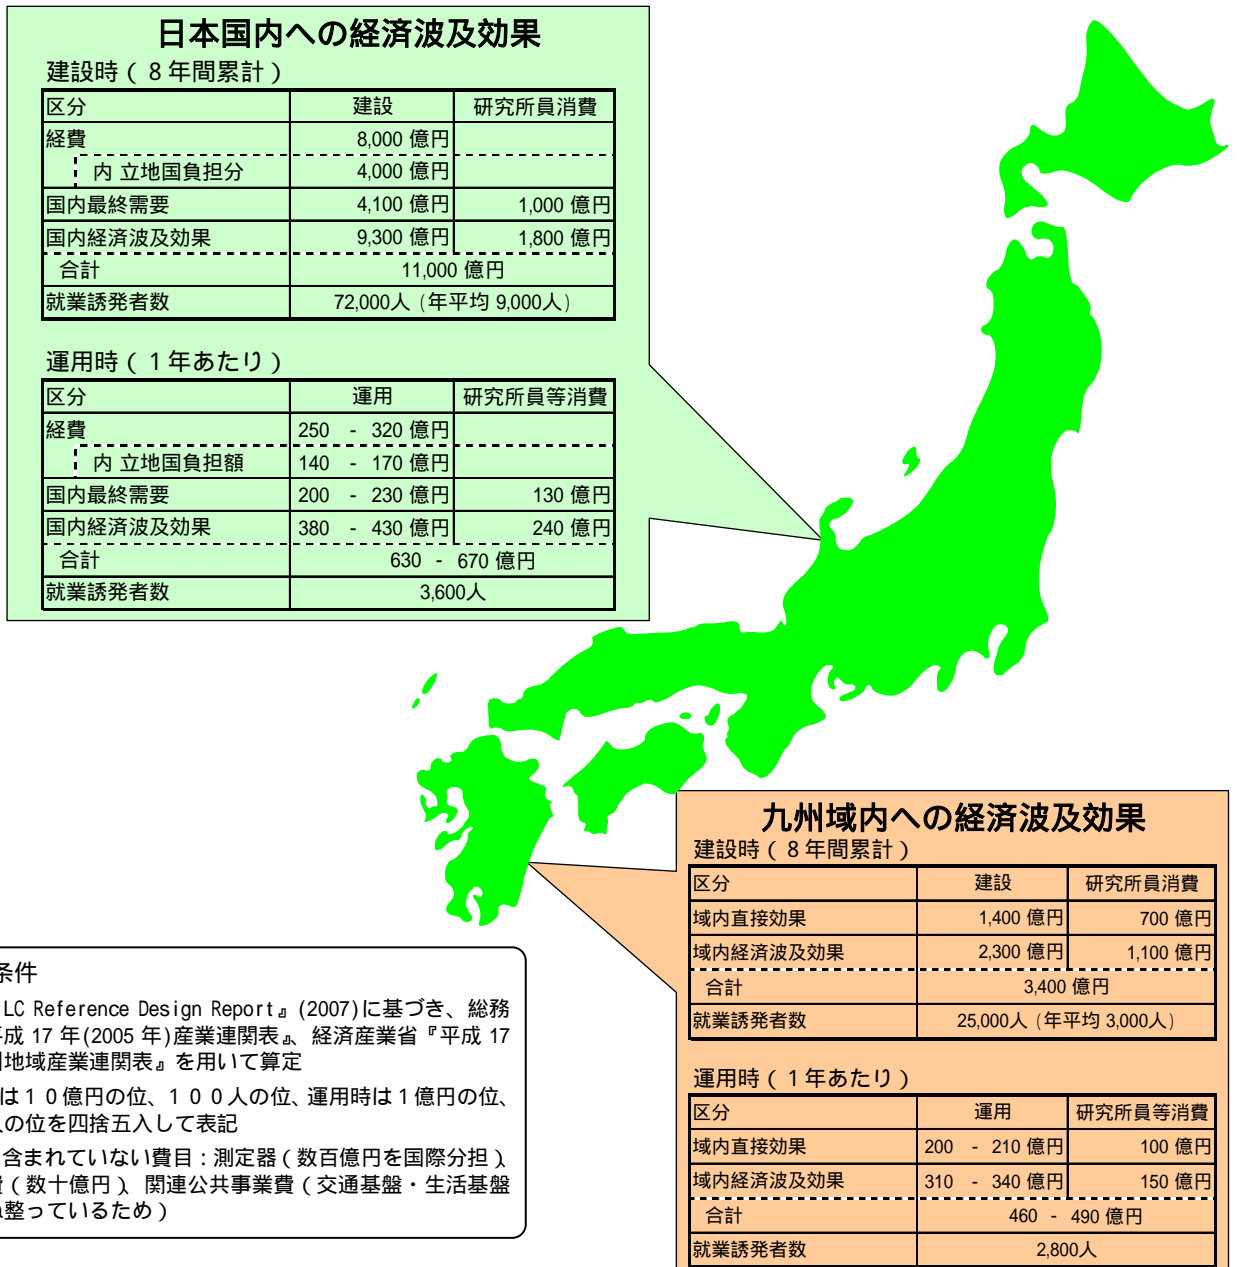 日本国内への経済波及効果
建設時(8年間累計)
区分 建設 研究所員消費
経費 8,000 億円
内 立地国負担分 4,000 億円
国内最終需要 4,100 億円 1,000 億円
国内経済波及効果 9,300 億円 1,800 億円
合計 11,000 億円
就業誘発者数 72,000人(年平均 9,000人)
運用時(1年あたり)
区分 運用 研究所員等消費
経費 250 - 320 億円
内 立地国負担額 140 - 170 億円
国内最終需要 200 - 230 億円 130 億円
国内経済波及効果 380 - 430 億円 240 億円
合計 630 - 670 億円
就業誘発者数 3,600人
九州域内への経済波及効果
建設時(8年間累計)
区分 建設 研究所員消費
域内直接効果 1,400 億円 700 億円
域内経済波及効果 2,300 億円 1,100 億円
合計 3,400 億円
就業誘発者数 25,000人(年平均 3,000人)
運用時(1年あたり)
区分 運用 研究所員等消費
域内直接効果 200 - 210 億円 100 億円
域内経済波及効果 310 - 340 億円 150 億円
合計 460 - 490 億円
就業誘発者数 2,800人
条件
LC Reference Design Report』(2007)に基づき、総務
成 17 年(2005 年)産業連関表』、経済産業省『平成 17
地域産業連関表』を用いて算定
は10億円の位、100人の位、運用時は1億円の位、
の位を四捨五入して表記
含まれていない費目:測定器(数百億円を国際分担)、
(数十億円)、関連公共事業費(交通基盤・生活基盤
整っているため)